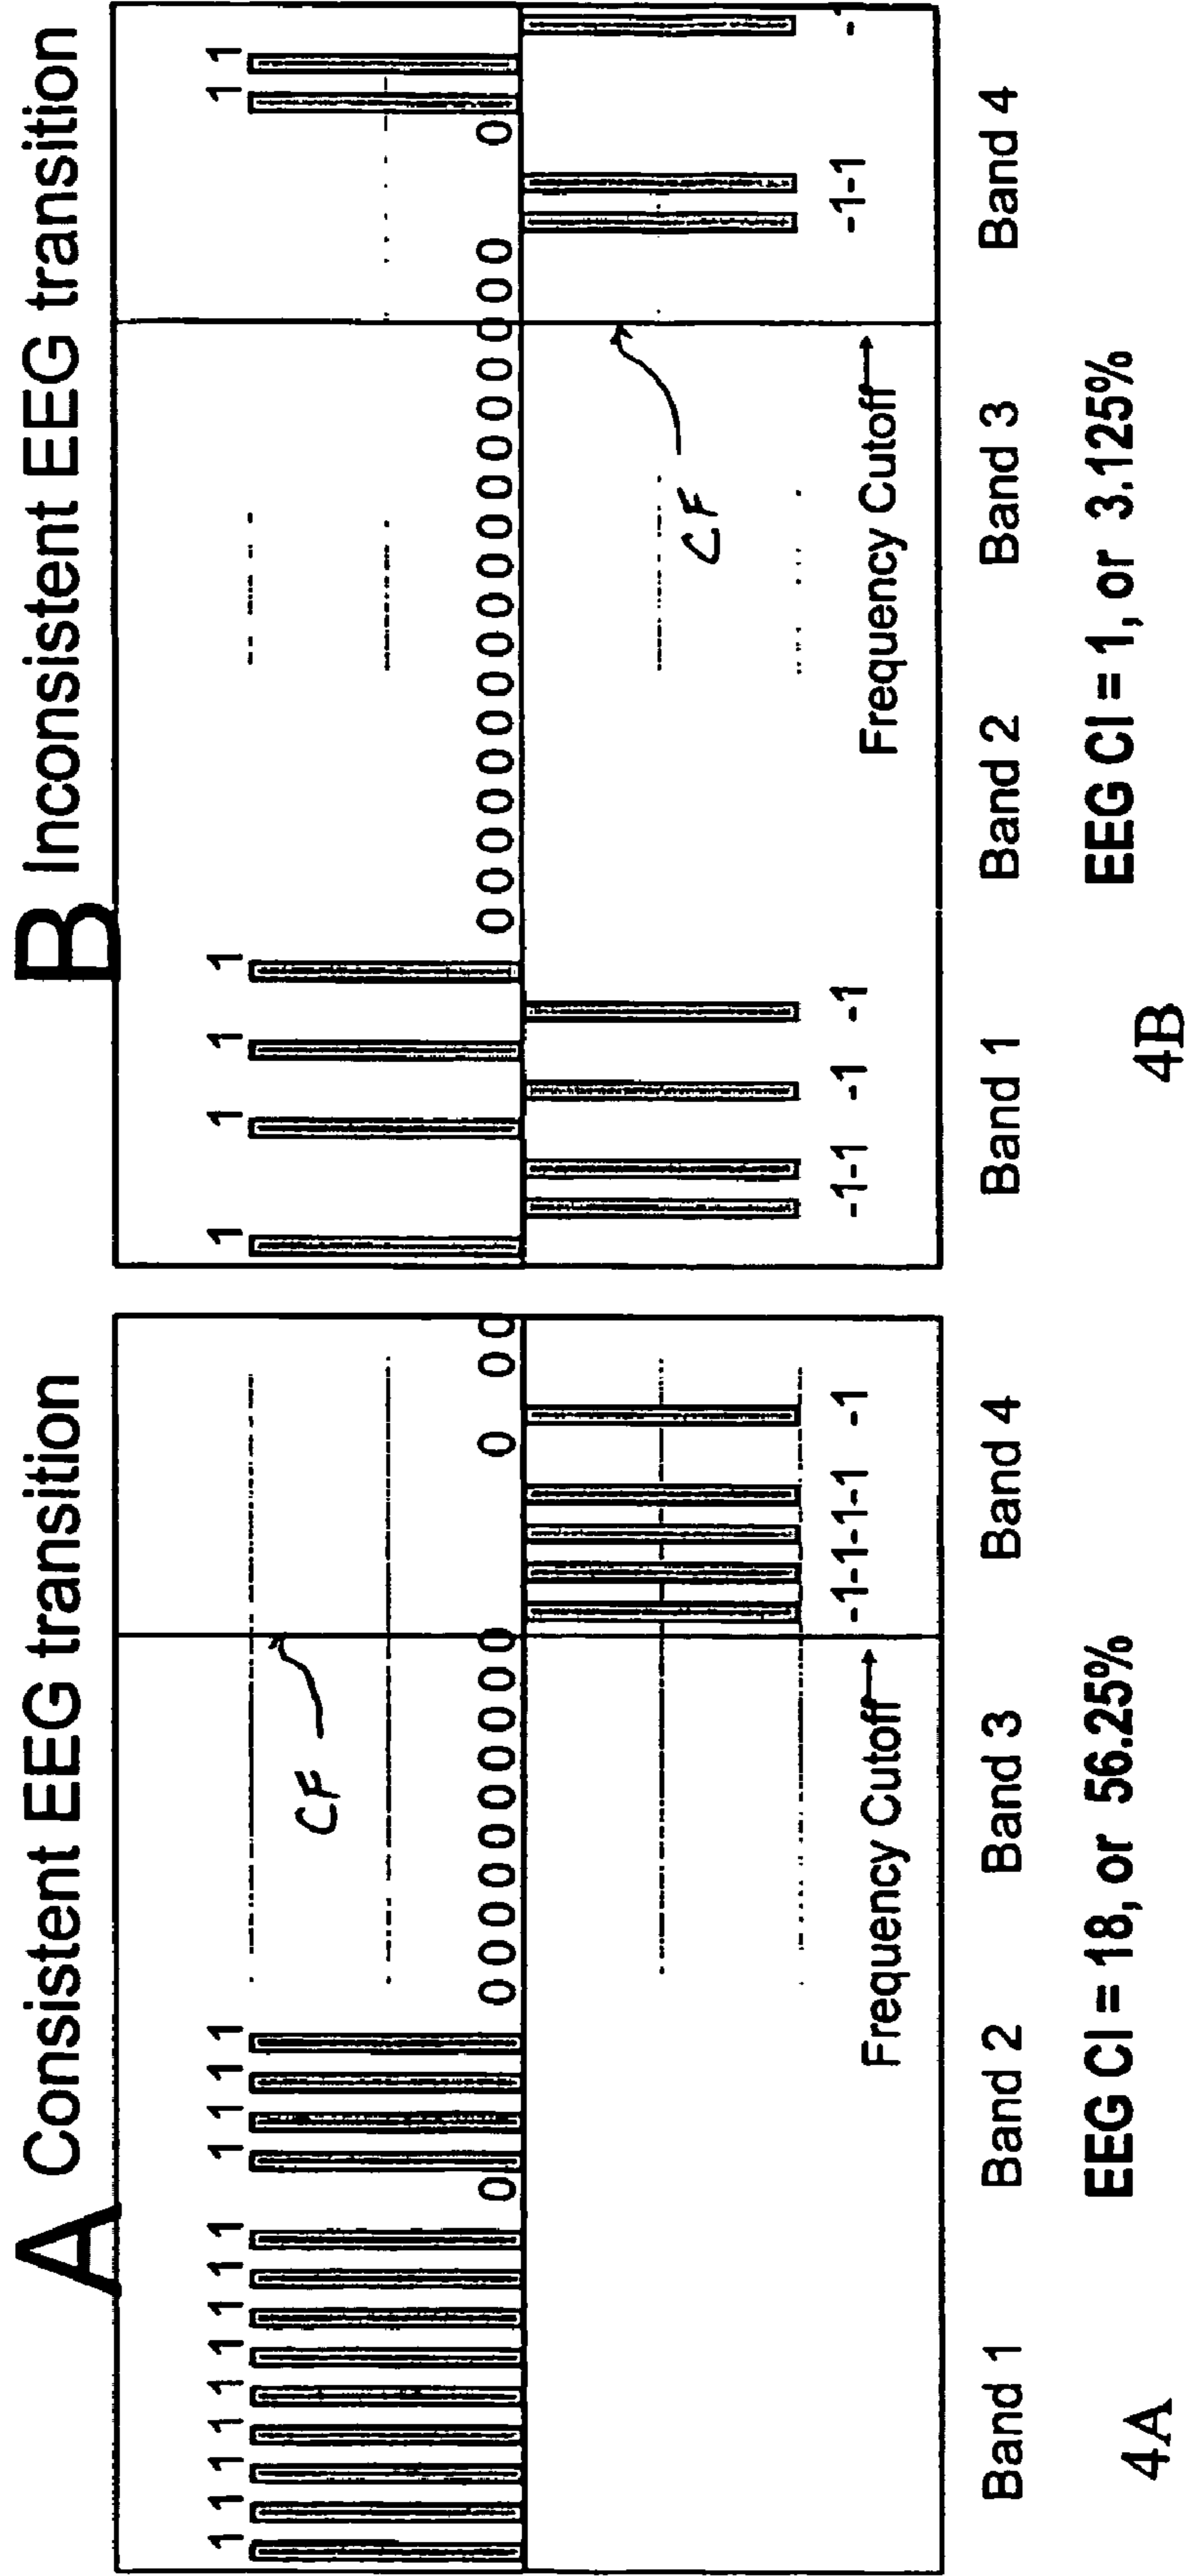 A Consistent EEG transition
1 1 1 1 1 1 1 1 1 1 1 1 1
0 0 0 0 0 0 0 0 0 0 0 0 0 0
CF
-1-1-1-1 -1
Frequency Cutoff
Band 1 Band 2 Band 3 Band 4
EEG CI = 18, or 56.25%
4A
B Inconsistent EEG transition
1 1 1 1 1 1
0 0 0 0 0 0 0 0 0 0 0 0 0 0 0 0 0 0 0
CF
-1-1 -1 -1 -1-1 -1
Frequency Cutoff
Band 1 Band 2 Band 3 Band 4
EEG CI = 1, or 3.125%
4B